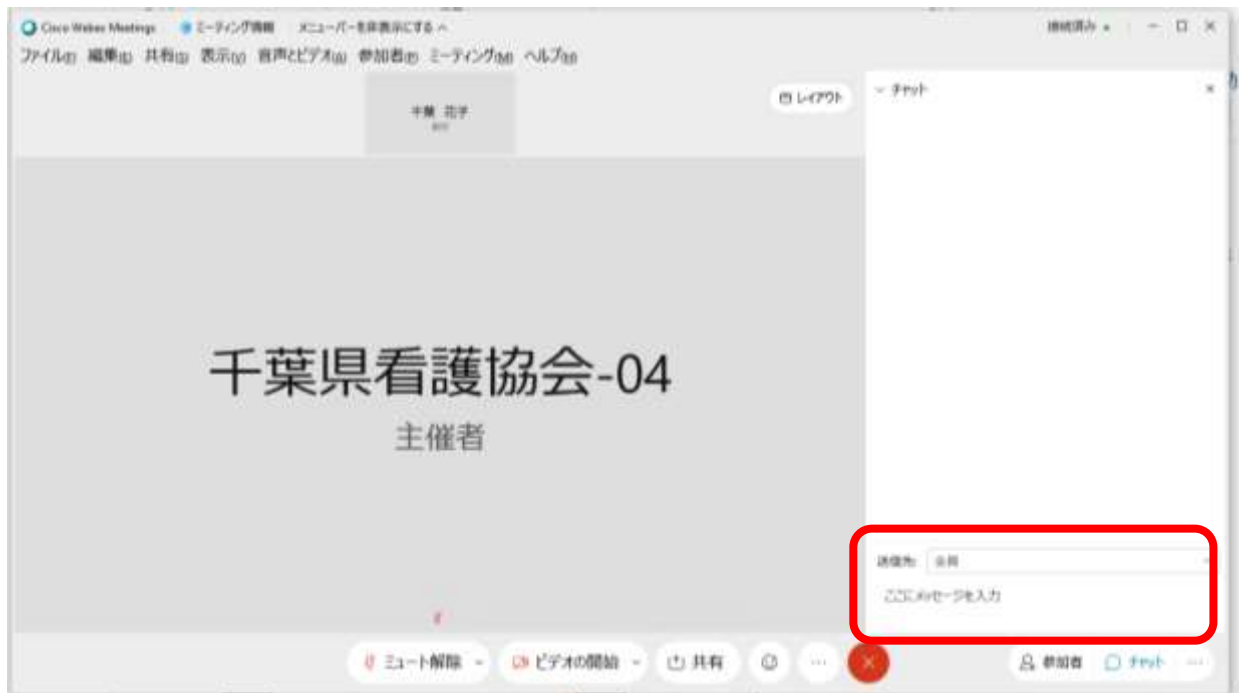 Cisco Webex Meetings ミーティング情報 メニューバーを非表示にする へ 接続済み
ファイル(F) 編集(E) 共有(S) 表示(V) 音声とビデオ(A) 参加者(P) ミーティング(M) ヘルプ(H)
千葉 花子
レイアウト
チャット
千葉県看護協会-04
主催者
送信先: 全員
ここにメッセージを入力
ミュート解除 ビデオの開始 共有
参加者 チャット